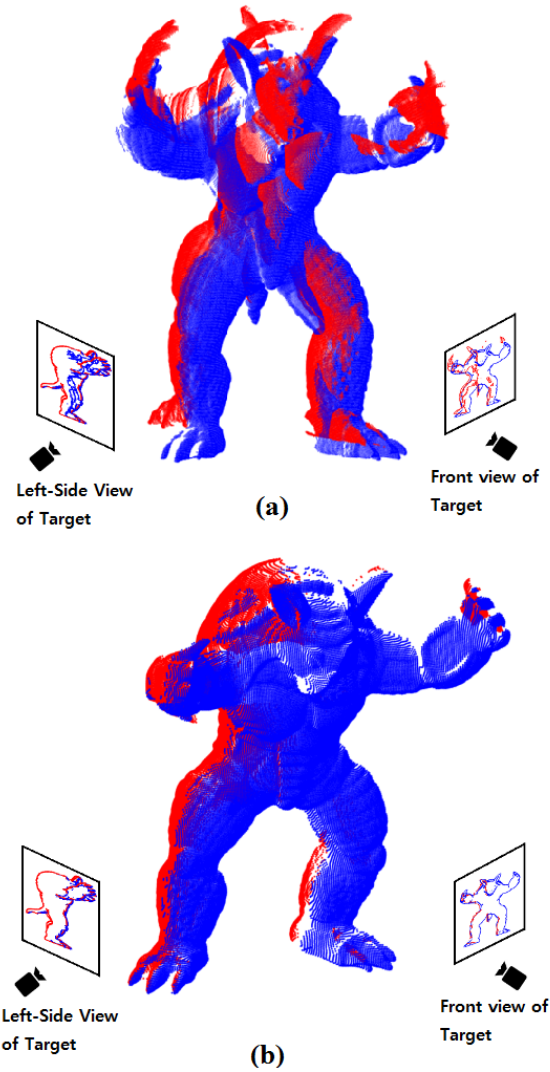 Left-Side View
of Target
Front view of
Target
(a)
Left-Side View
of Target
Front view of
Target
(b)